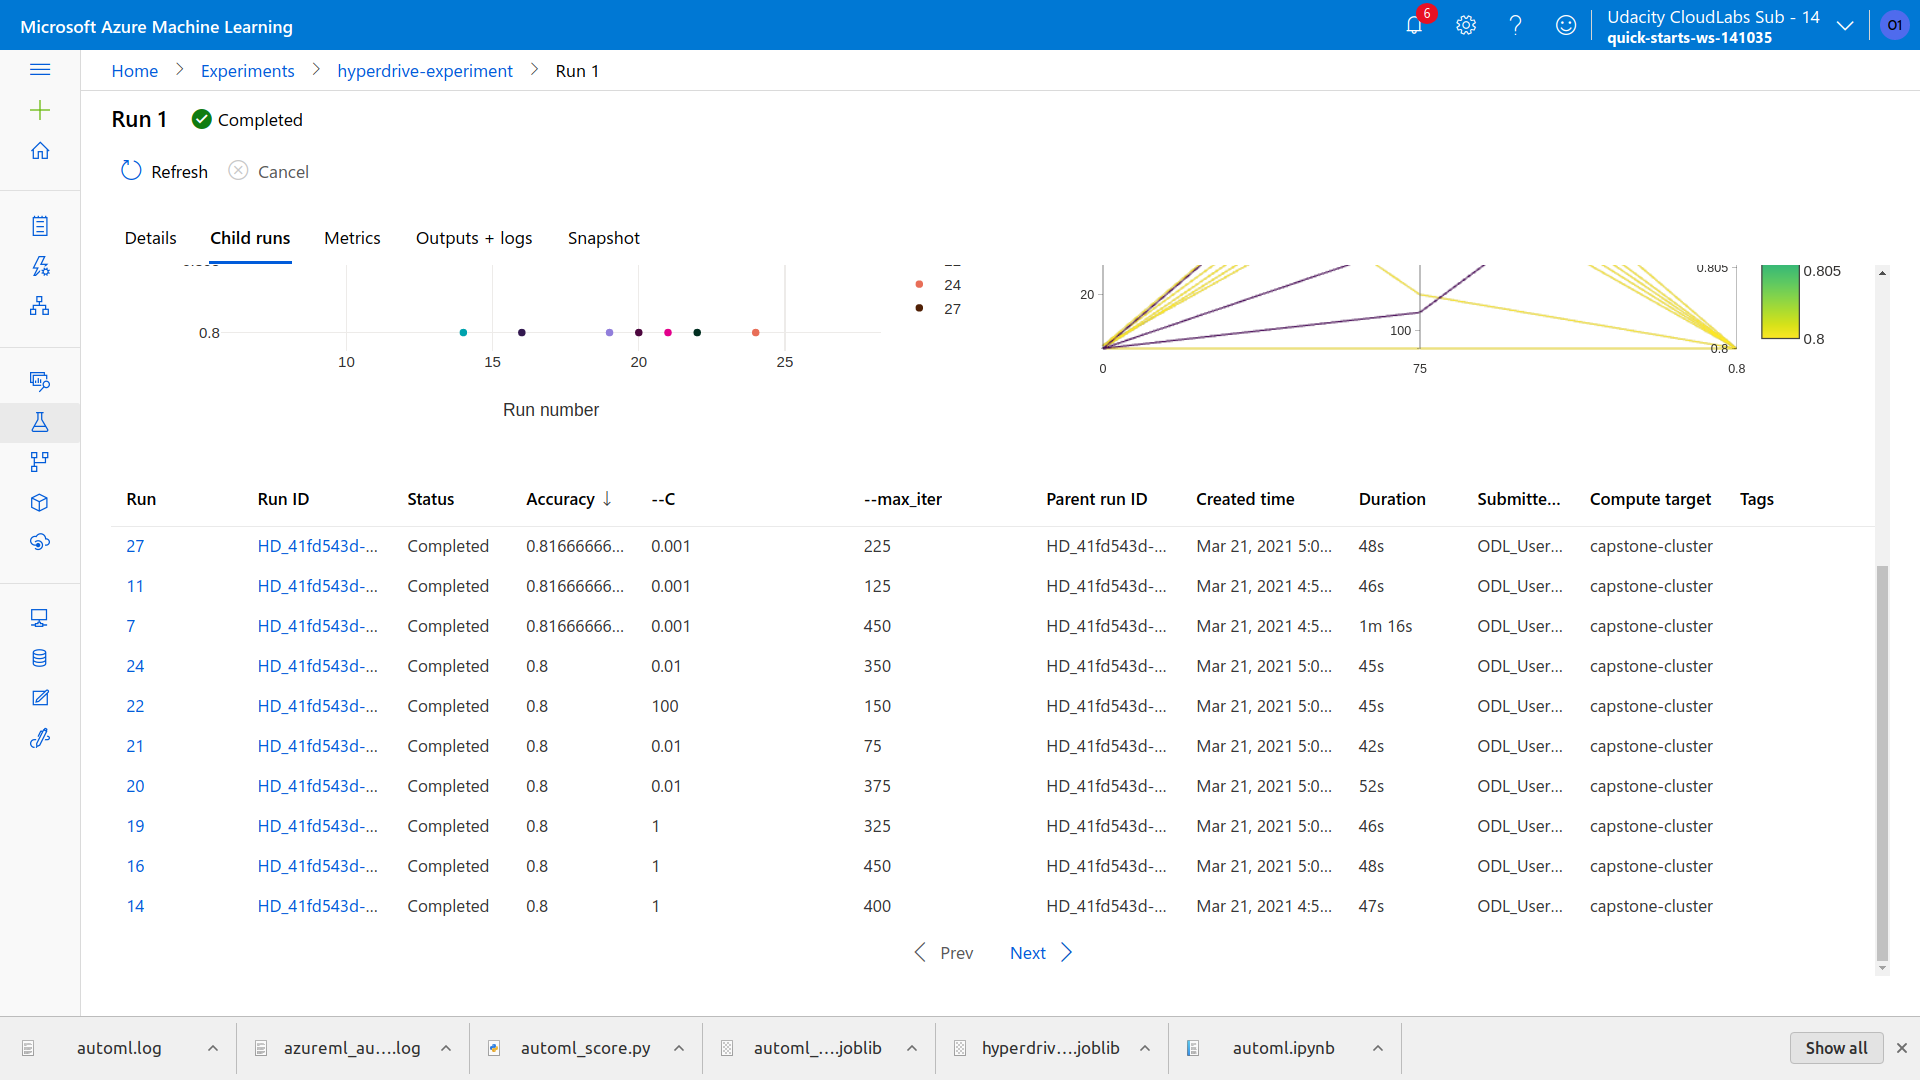 Microsoft Azure Machine Learning
6
Udacity CloudLabs Sub - 14
quick-starts-ws-141035
O1
Home > Experiments > hyperdrive-experiment > Run 1
Run 1 Completed
Refresh Cancel
Details Child runs Metrics Outputs + logs Snapshot
24
27
0.8
10 15 20 25
Run number
20
100
0.805
0.8
0 75 0.8
0.805
0.8
Run Run ID Status Accuracy ↓ --C --max_iter Parent run ID Created time Duration Submitte... Compute target Tags
27 HD_41fd543d-... Completed 0.81666666... 0.001 225 HD_41fd543d-... Mar 21, 2021 5:0... 48s ODL_User... capstone-cluster
11 HD_41fd543d-... Completed 0.81666666... 0.001 125 HD_41fd543d-... Mar 21, 2021 4:5... 46s ODL_User... capstone-cluster
7 HD_41fd543d-... Completed 0.81666666... 0.001 450 HD_41fd543d-... Mar 21, 2021 4:5... 1m 16s ODL_User... capstone-cluster
24 HD_41fd543d-... Completed 0.8 0.01 350 HD_41fd543d-... Mar 21, 2021 5:0... 45s ODL_User... capstone-cluster
22 HD_41fd543d-... Completed 0.8 100 150 HD_41fd543d-... Mar 21, 2021 5:0... 45s ODL_User... capstone-cluster
21 HD_41fd543d-... Completed 0.8 0.01 75 HD_41fd543d-... Mar 21, 2021 5:0... 42s ODL_User... capstone-cluster
20 HD_41fd543d-... Completed 0.8 0.01 375 HD_41fd543d-... Mar 21, 2021 5:0... 52s ODL_User... capstone-cluster
19 HD_41fd543d-... Completed 0.8 1 325 HD_41fd543d-... Mar 21, 2021 5:0... 46s ODL_User... capstone-cluster
16 HD_41fd543d-... Completed 0.8 1 450 HD_41fd543d-... Mar 21, 2021 5:0... 48s ODL_User... capstone-cluster
14 HD_41fd543d-... Completed 0.8 1 400 HD_41fd543d-... Mar 21, 2021 4:5... 47s ODL_User... capstone-cluster
Prev Next
automl.log azureml_au....log automl_score.py automl_....joblib hyperdriv....joblib automl.ipynb Show all